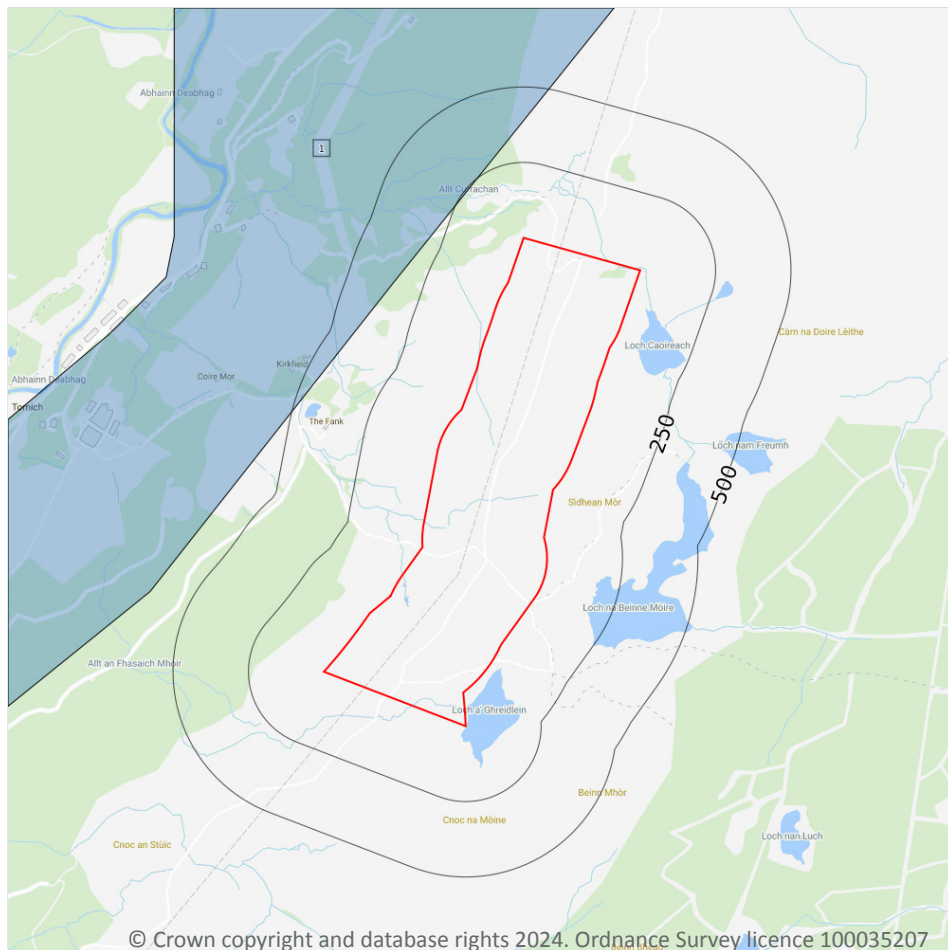 Abhainn Deabhag
1
Allt Currachan
Càrn na Doire Lèithe
Loch Caoireach
Kirkfield
Coire Mor
Abhainn Deabhag
Tomich
The Fank
250
Loch nam Freumh
500
Sìdhean Mòr
Loch na Beinne Mòire
Allt an Fhasaich Mhoir
Loch a' Ghreidlein
Beinn Mhòr
Cnoc na Mòine
Loch nan Luch
Cnoc an Stùic
© Crown copyright and database rights 2024. Ordnance Survey licence 100035207